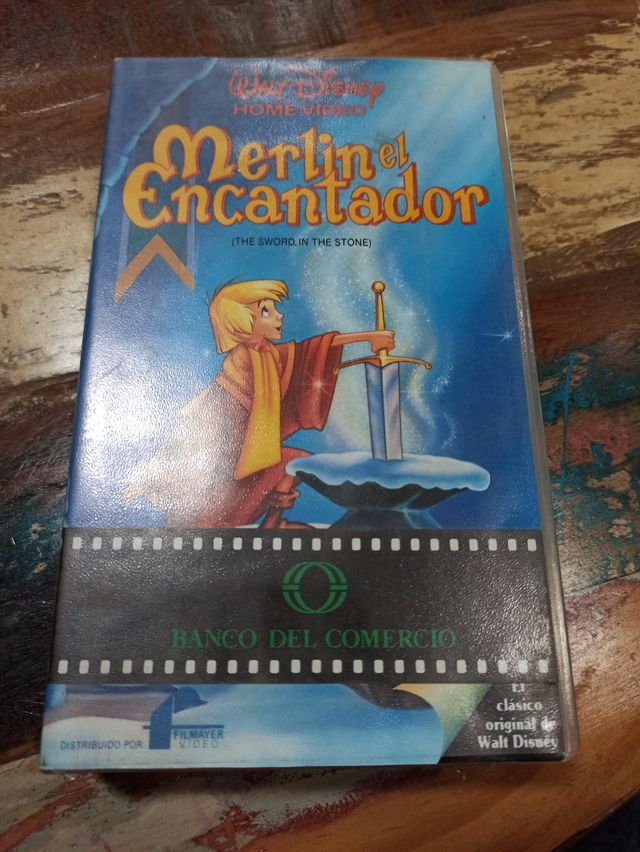 WALT DISNEY
HOME VIDEO
Merlin el
Encantador
(THE SWORD IN THE STONE)
BANCO DEL COMERCIO
El
clásico
original de
Walt Disney
DISTRIBUIDO POR:
FILMAYER
VIDEO